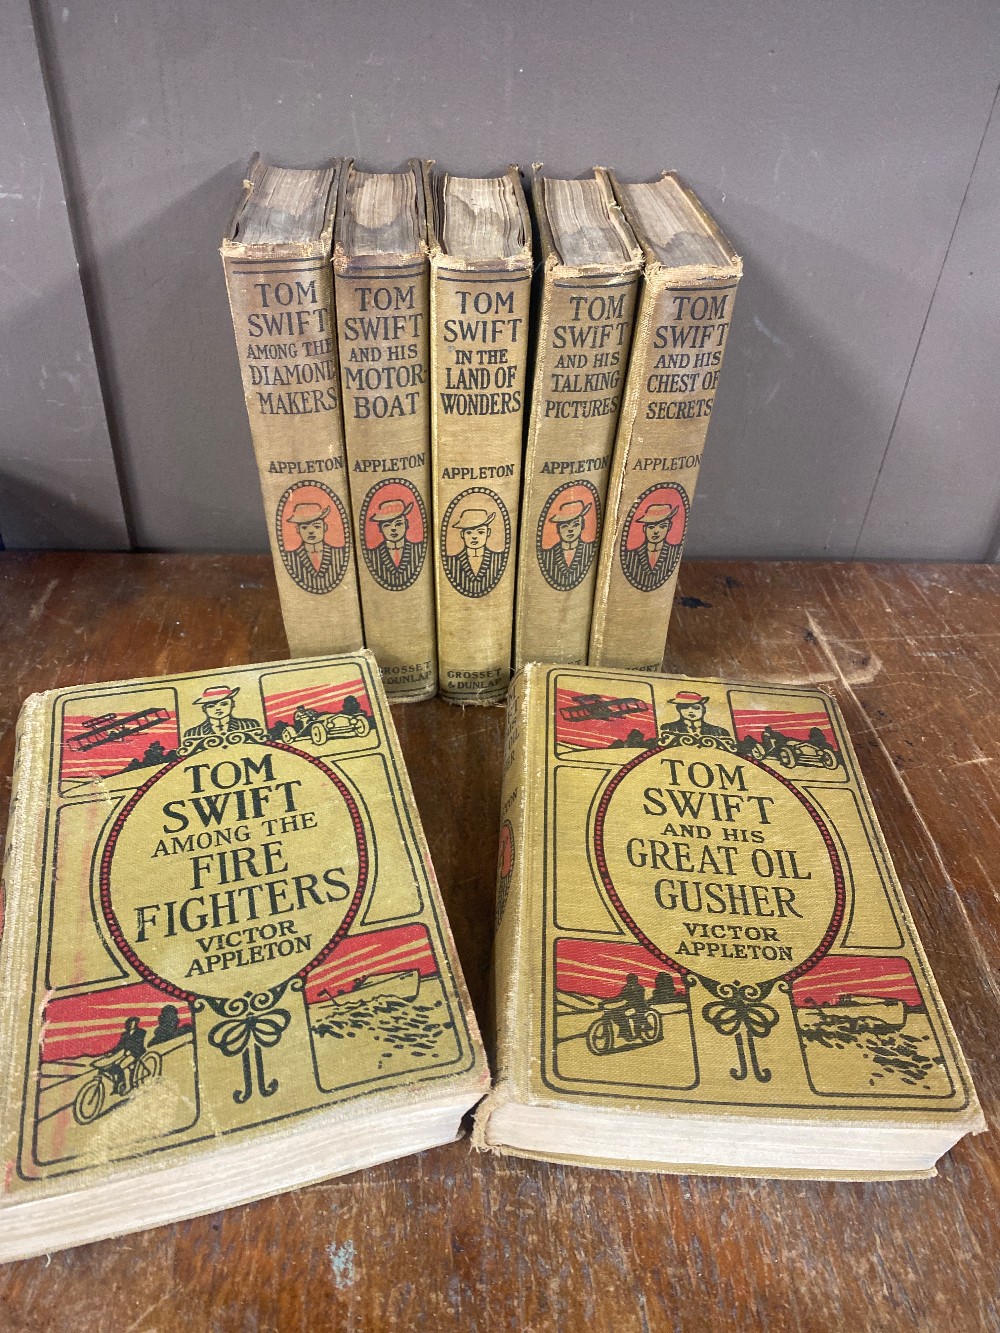 TOM
SWIFT
AMONG THE
DIAMOND
MAKERS
APPLETON
TOM
SWIFT
AND HIS
MOTOR-
BOAT
APPLETON
GROSSET
& DUNLAP
TOM
SWIFT
IN THE
LAND OF
WONDERS
APPLETON
GROSSET
& DUNLAP
TOM
SWIFT
AND HIS
TALKING
PICTURES
APPLETON
TOM
SWIFT
AND HIS
CHEST OF
SECRETS
APPLETON
TOM
SWIFT
AMONG THE
FIRE
FIGHTERS
VICTOR
APPLETON
TOM
SWIFT
AND HIS
GREAT OIL
GUSHER
VICTOR
APPLETON